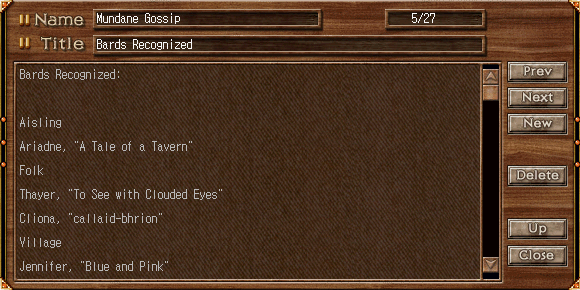 Name Mundane Gossip 5/27
Title Bards Recognized
Bards Recognized:
Aisling
Ariadne, "A Tale of a Tavern"
Folk
Thayer, "To See with Clouded Eyes"
Cliona, "callaid-bhrion"
Village
Jennifer, "Blue and Pink"
Prev
Next
New
Delete
Up
Close